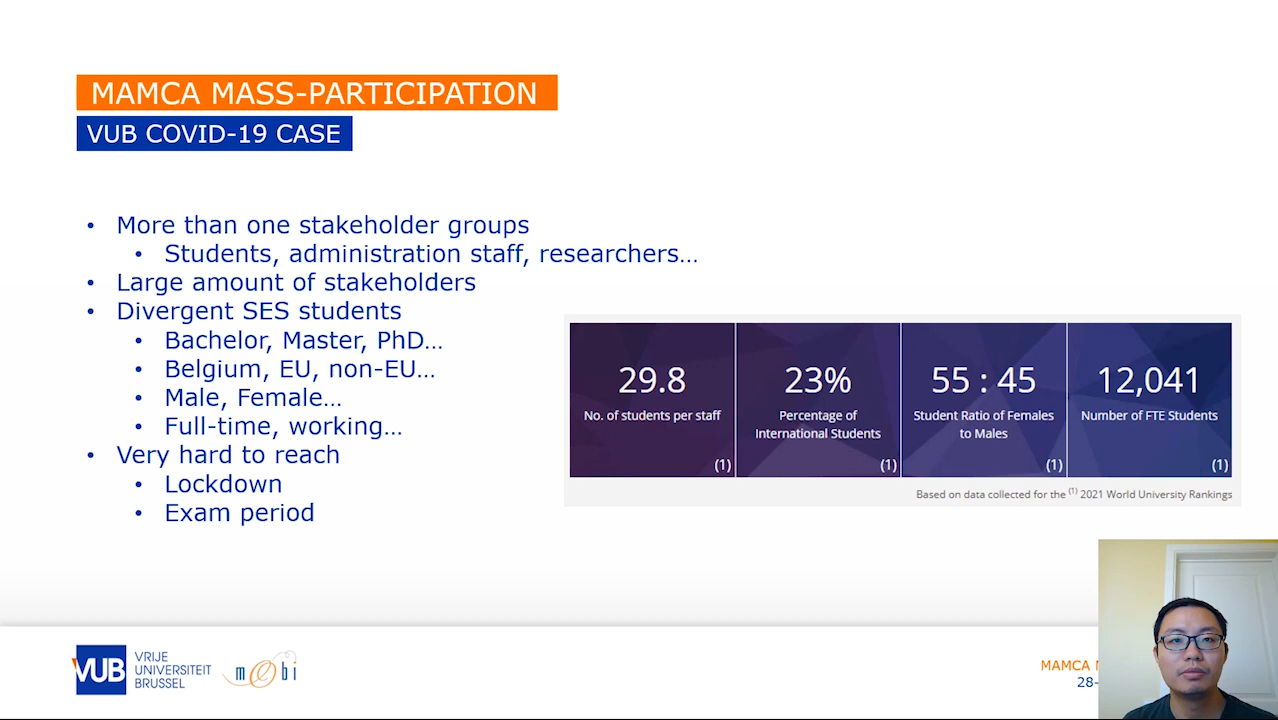 MAMCA MASS-PARTICIPATION
VUB COVID-19 CASE
• More than one stakeholder groups
• Students, administration staff, researchers…
• Large amount of stakeholders
• Divergent SES students
• Bachelor, Master, PhD…
• Belgium, EU, non-EU…
• Male, Female…
• Full-time, working…
• Very hard to reach
• Lockdown
• Exam period
29.8
No. of students per staff
(1)
23%
Percentage of
International Students
(1)
55 : 45
Student Ratio of Females
to Males
(1)
12,041
Number of FTE Students
(1)
Based on data collected for the (1) 2021 World University Rankings
VUB
VRIJE
UNIVERSITEIT
BRUSSEL
mobi
MAMCA
28-